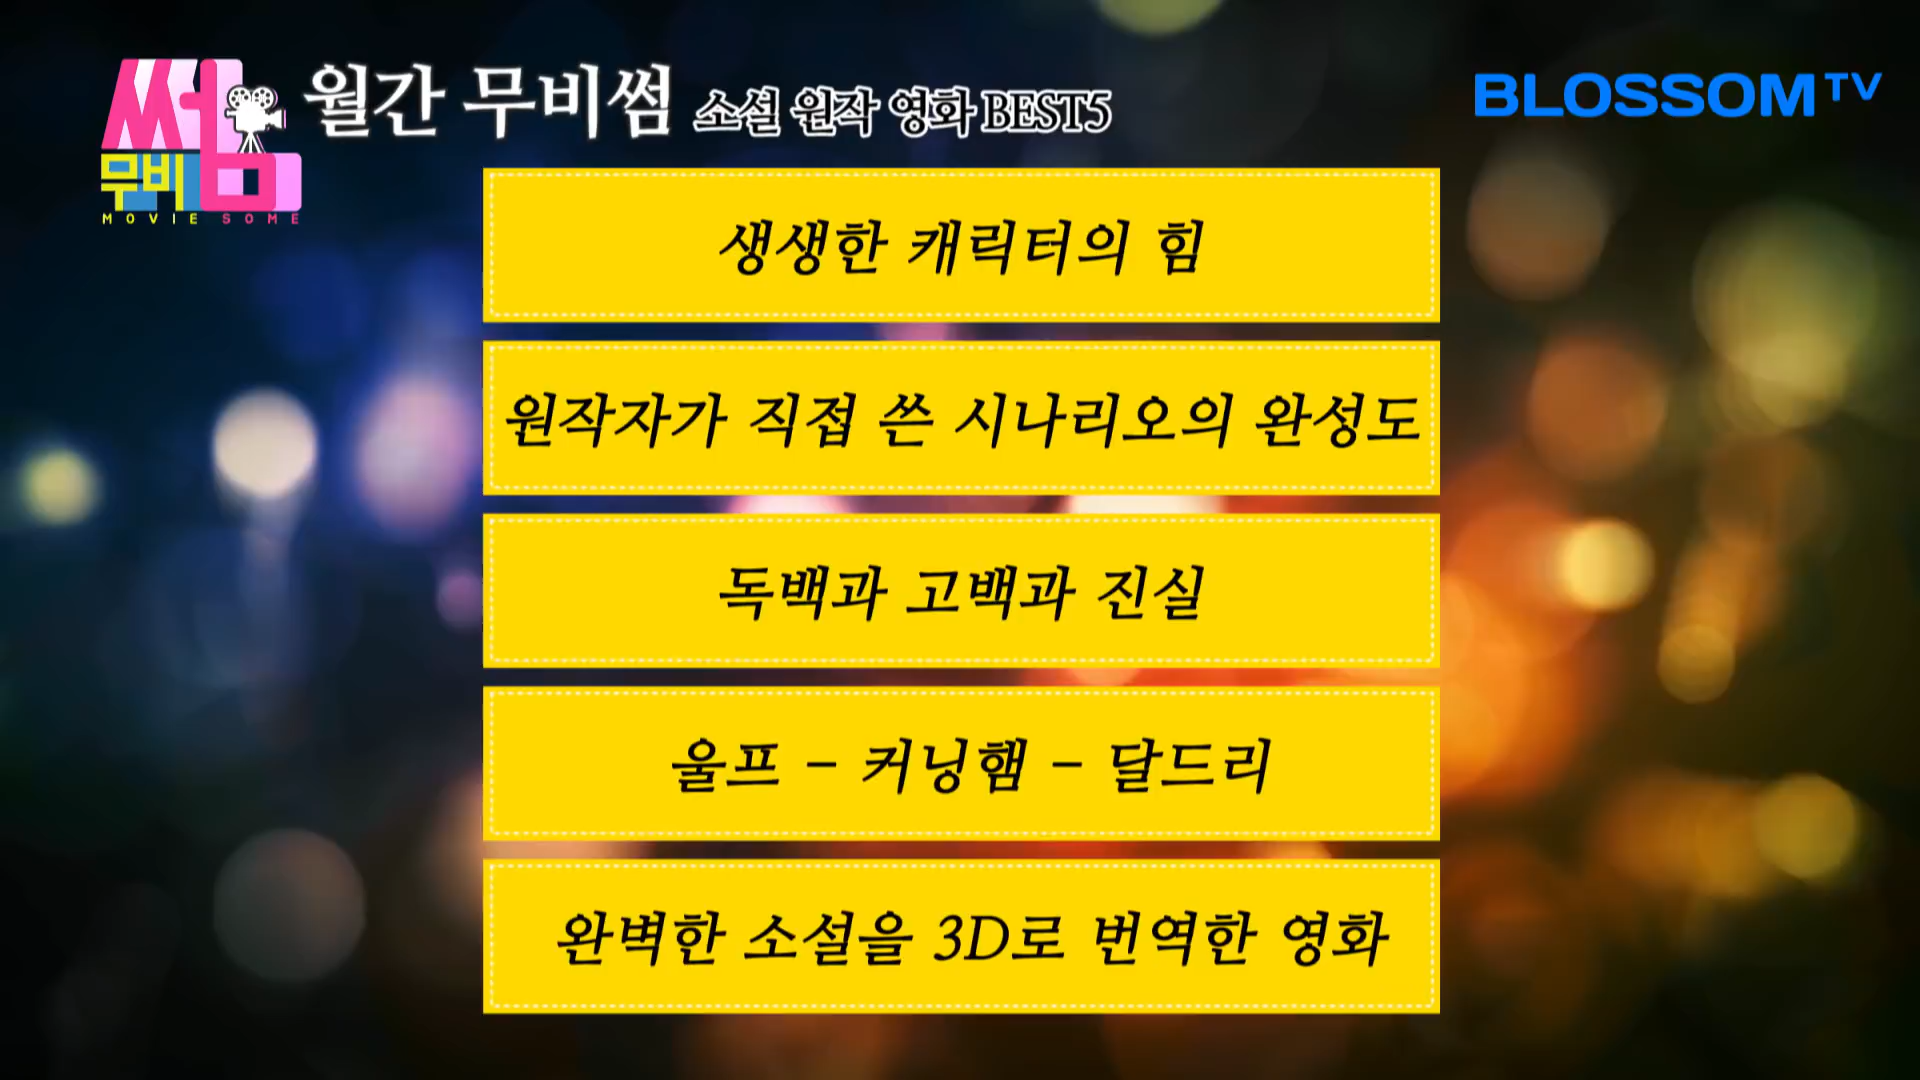 썸
무비
MOVIE SOME
월간 무비썸 소설 원작 영화 BEST5
BLOSSOM TV
생생한 캐릭터의 힘
원작자가 직접 쓴 시나리오의 완성도
독백과 고백과 진실
울프 - 커닝햄 - 달드리
완벽한 소설을 3D로 번역한 영화